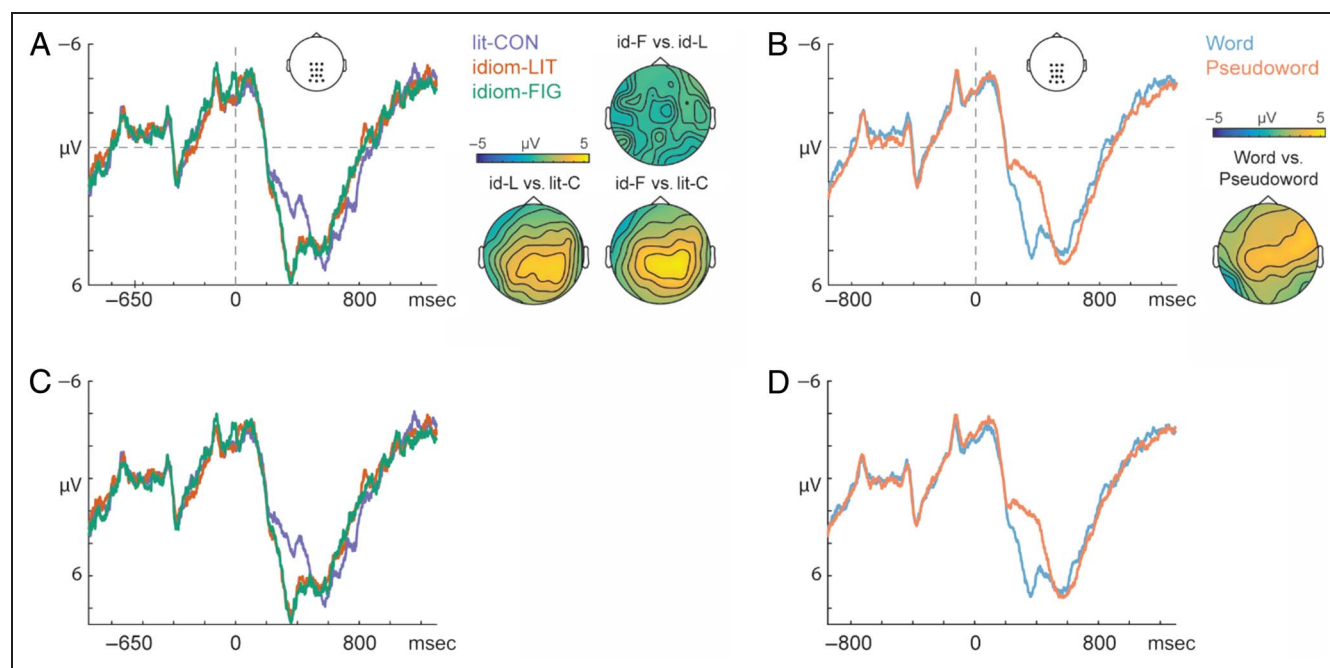 A
−6
μV
6
−650
0
800
msec
lit-CON
idiom-LIT
idiom-FIG
id-F vs. id-L
−5
μV
5
id-L vs. lit-C
id-F vs. lit-C
B
−6
μV
6
−800
0
800
msec
Word
Pseudoword
−5
μV
5
Word vs.
Pseudoword
C
−6
μV
6
−650
0
800
msec
D
−6
μV
6
−800
0
800
msec